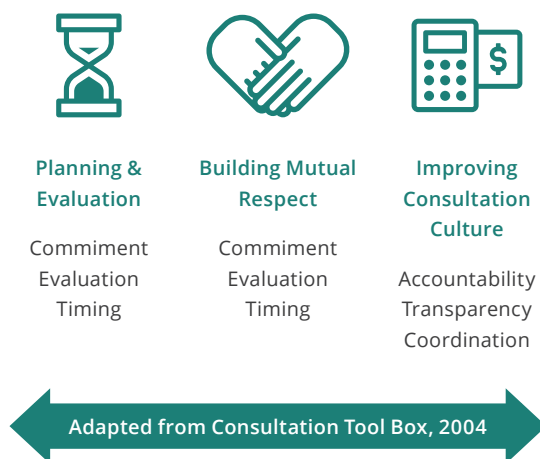 $
Planning &
Evaluation
Commiment
Evaluation
Timing
Building Mutual
Respect
Commiment
Evaluation
Timing
Improving
Consultation
Culture
Accountability
Transparency
Coordination
Adapted from Consultation Tool Box, 2004